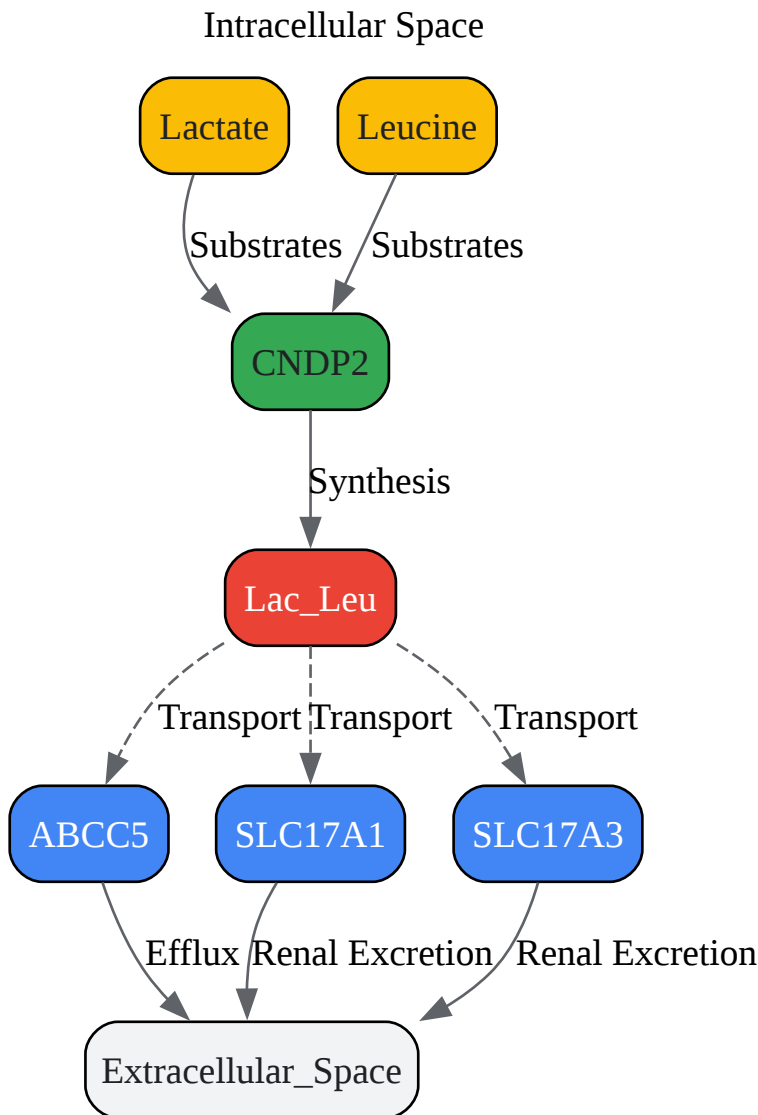 Intracellular Space
Lactate
Leucine
Substrates
Substrates
CNDP2
Synthesis
Lac_Leu
Transport
Transport
Transport
ABCC5
SLC17A1
SLC17A3
Efflux
Renal Excretion
Renal Excretion
Extracellular_Space